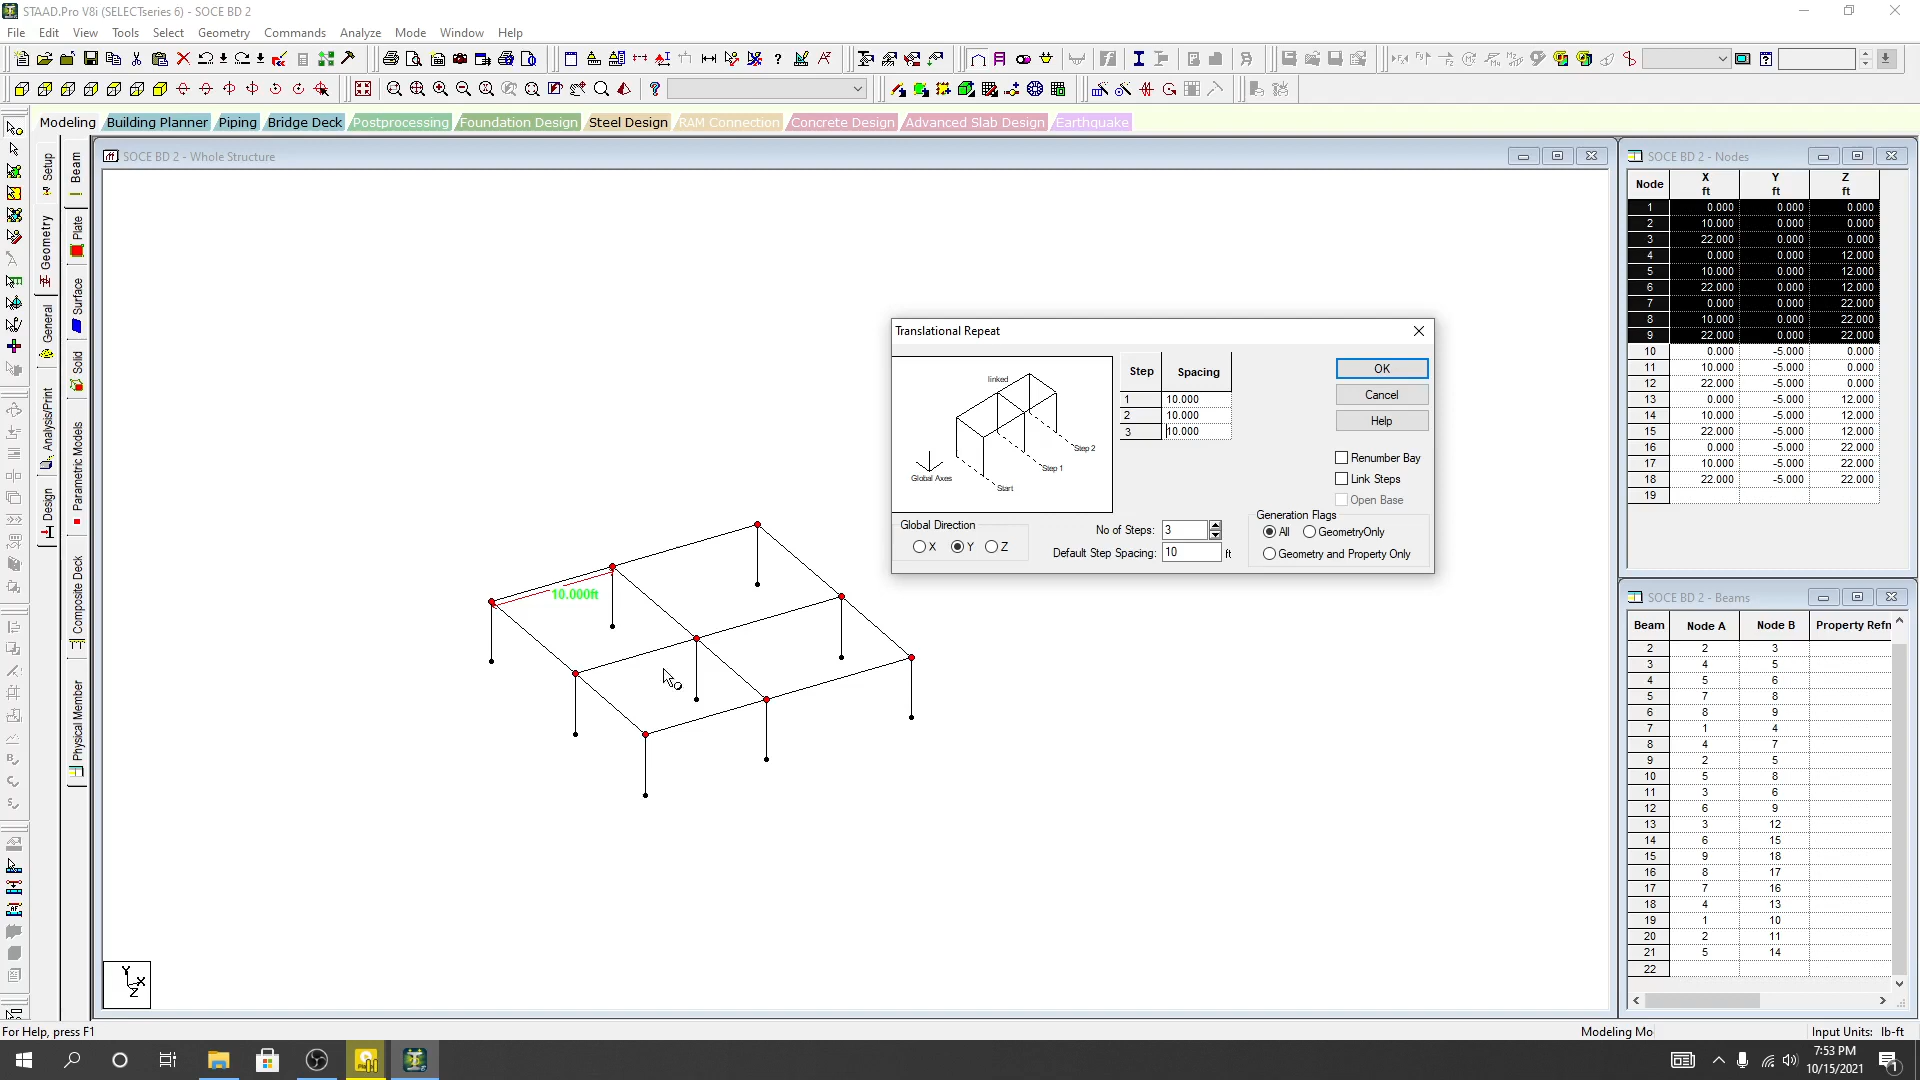 STAAD.Pro V8i (SELECTseries 6) - SOCE BD 2
File Edit View Tools Select Geometry Commands Analyze Mode Window Help
Modeling Building Planner Piping Bridge Deck Postprocessing Foundation Design Steel Design RAM Connection Concrete Design Advanced Slab Design Earthquake
Setup
Geometry
General
Analysis/Print
Design
Beam
Plate
Surface
Solid
Parametric Models
Composite Deck
Physical Member
SOCE BD 2 - Whole Structure
10.000ft
Y
X
Z
Translational Repeat
linked
Step 2
Step 1
Global Axes
Start
Step Spacing
1 10.000
2 10.000
3 10.000
OK
Cancel
Help
Renumber Bay
Link Steps
Open Base
Global Direction
X Y Z
No of Steps: 3
Default Step Spacing: 10 ft
Generation Flags
All GeometryOnly
Geometry and Property Only
SOCE BD 2 - Nodes
Node X ft Y ft Z ft
1 0.000 0.000 0.000
2 10.000 0.000 0.000
3 22.000 0.000 0.000
4 0.000 0.000 12.000
5 10.000 0.000 12.000
6 22.000 0.000 12.000
7 0.000 0.000 22.000
8 10.000 0.000 22.000
9 22.000 0.000 22.000
10 0.000 -5.000 0.000
11 10.000 -5.000 0.000
12 22.000 -5.000 0.000
13 0.000 -5.000 12.000
14 10.000 -5.000 12.000
15 22.000 -5.000 12.000
16 0.000 -5.000 22.000
17 10.000 -5.000 22.000
18 22.000 -5.000 22.000
19
SOCE BD 2 - Beams
Beam Node A Node B Property Refn
2 2 3
3 4 5
4 5 6
5 7 8
6 8 9
7 1 4
8 4 7
9 2 5
10 5 8
11 3 6
12 6 9
13 3 12
14 6 15
15 9 18
16 8 17
17 7 16
18 4 13
19 1 10
20 2 11
21 5 14
22
For Help, press F1
Modeling Mo
Input Units: lb-ft
7:53 PM
10/15/2021
1